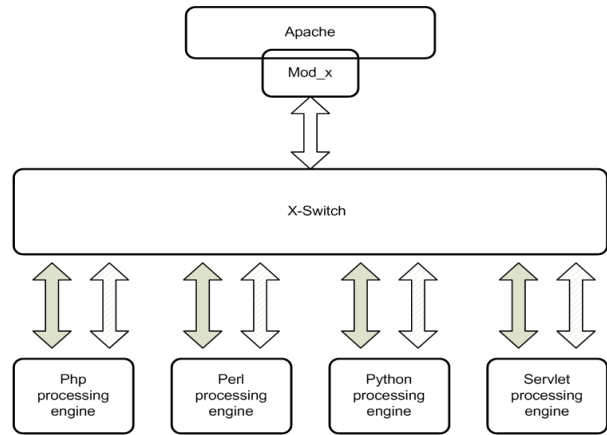 Apache
Mod_x
X-Switch
Php
processing
engine
Perl
processing
engine
Python
processing
engine
Servlet
processing
engine